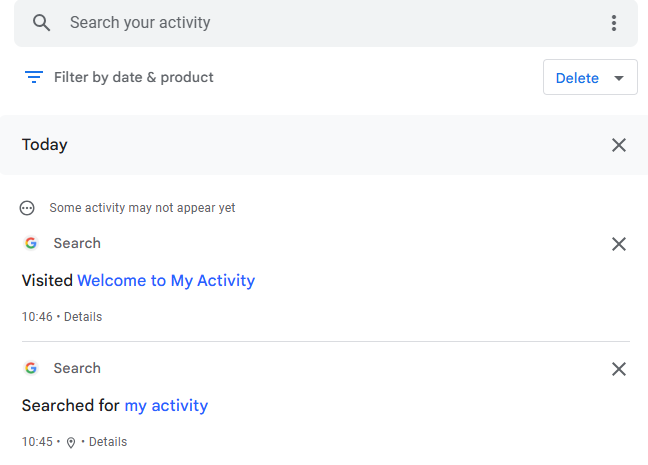 Search your activity
Filter by date & product
Delete
Today
Some activity may not appear yet
Search
Visited Welcome to My Activity
10:46 • Details
Search
Searched for my activity
10:45 • • Details